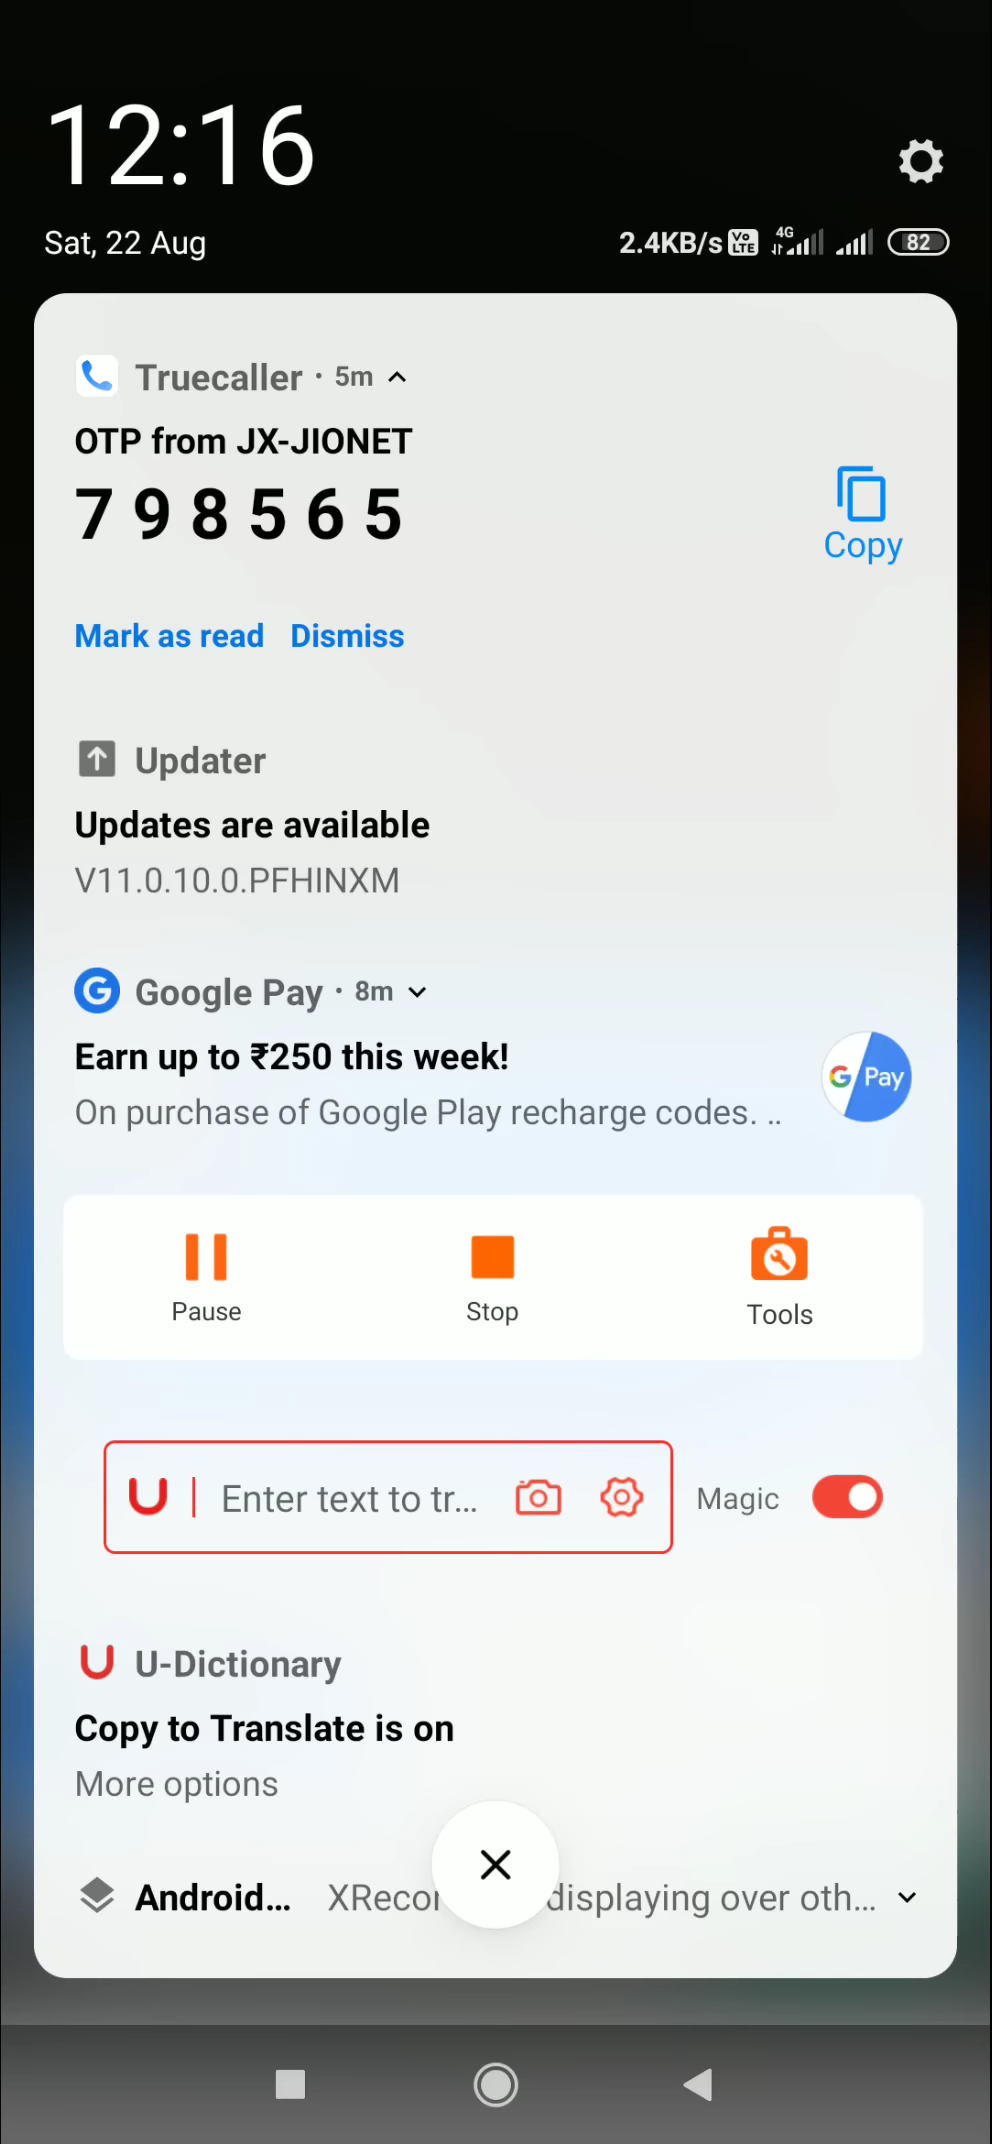 12:16
Sat, 22 Aug
2.4KB/s Vo LTE 4G 82
Truecaller · 5m
OTP from JX-JIONET
7 9 8 5 6 5
Copy
Mark as read Dismiss
Updater
Updates are available
V11.0.10.0.PFHINXM
Google Pay · 8m
Earn up to ₹250 this week!
On purchase of Google Play recharge codes. ..
G Pay
Pause Stop Tools
U | Enter text to tr... Magic
U-Dictionary
Copy to Translate is on
More options
Android... XRecor displaying over oth...